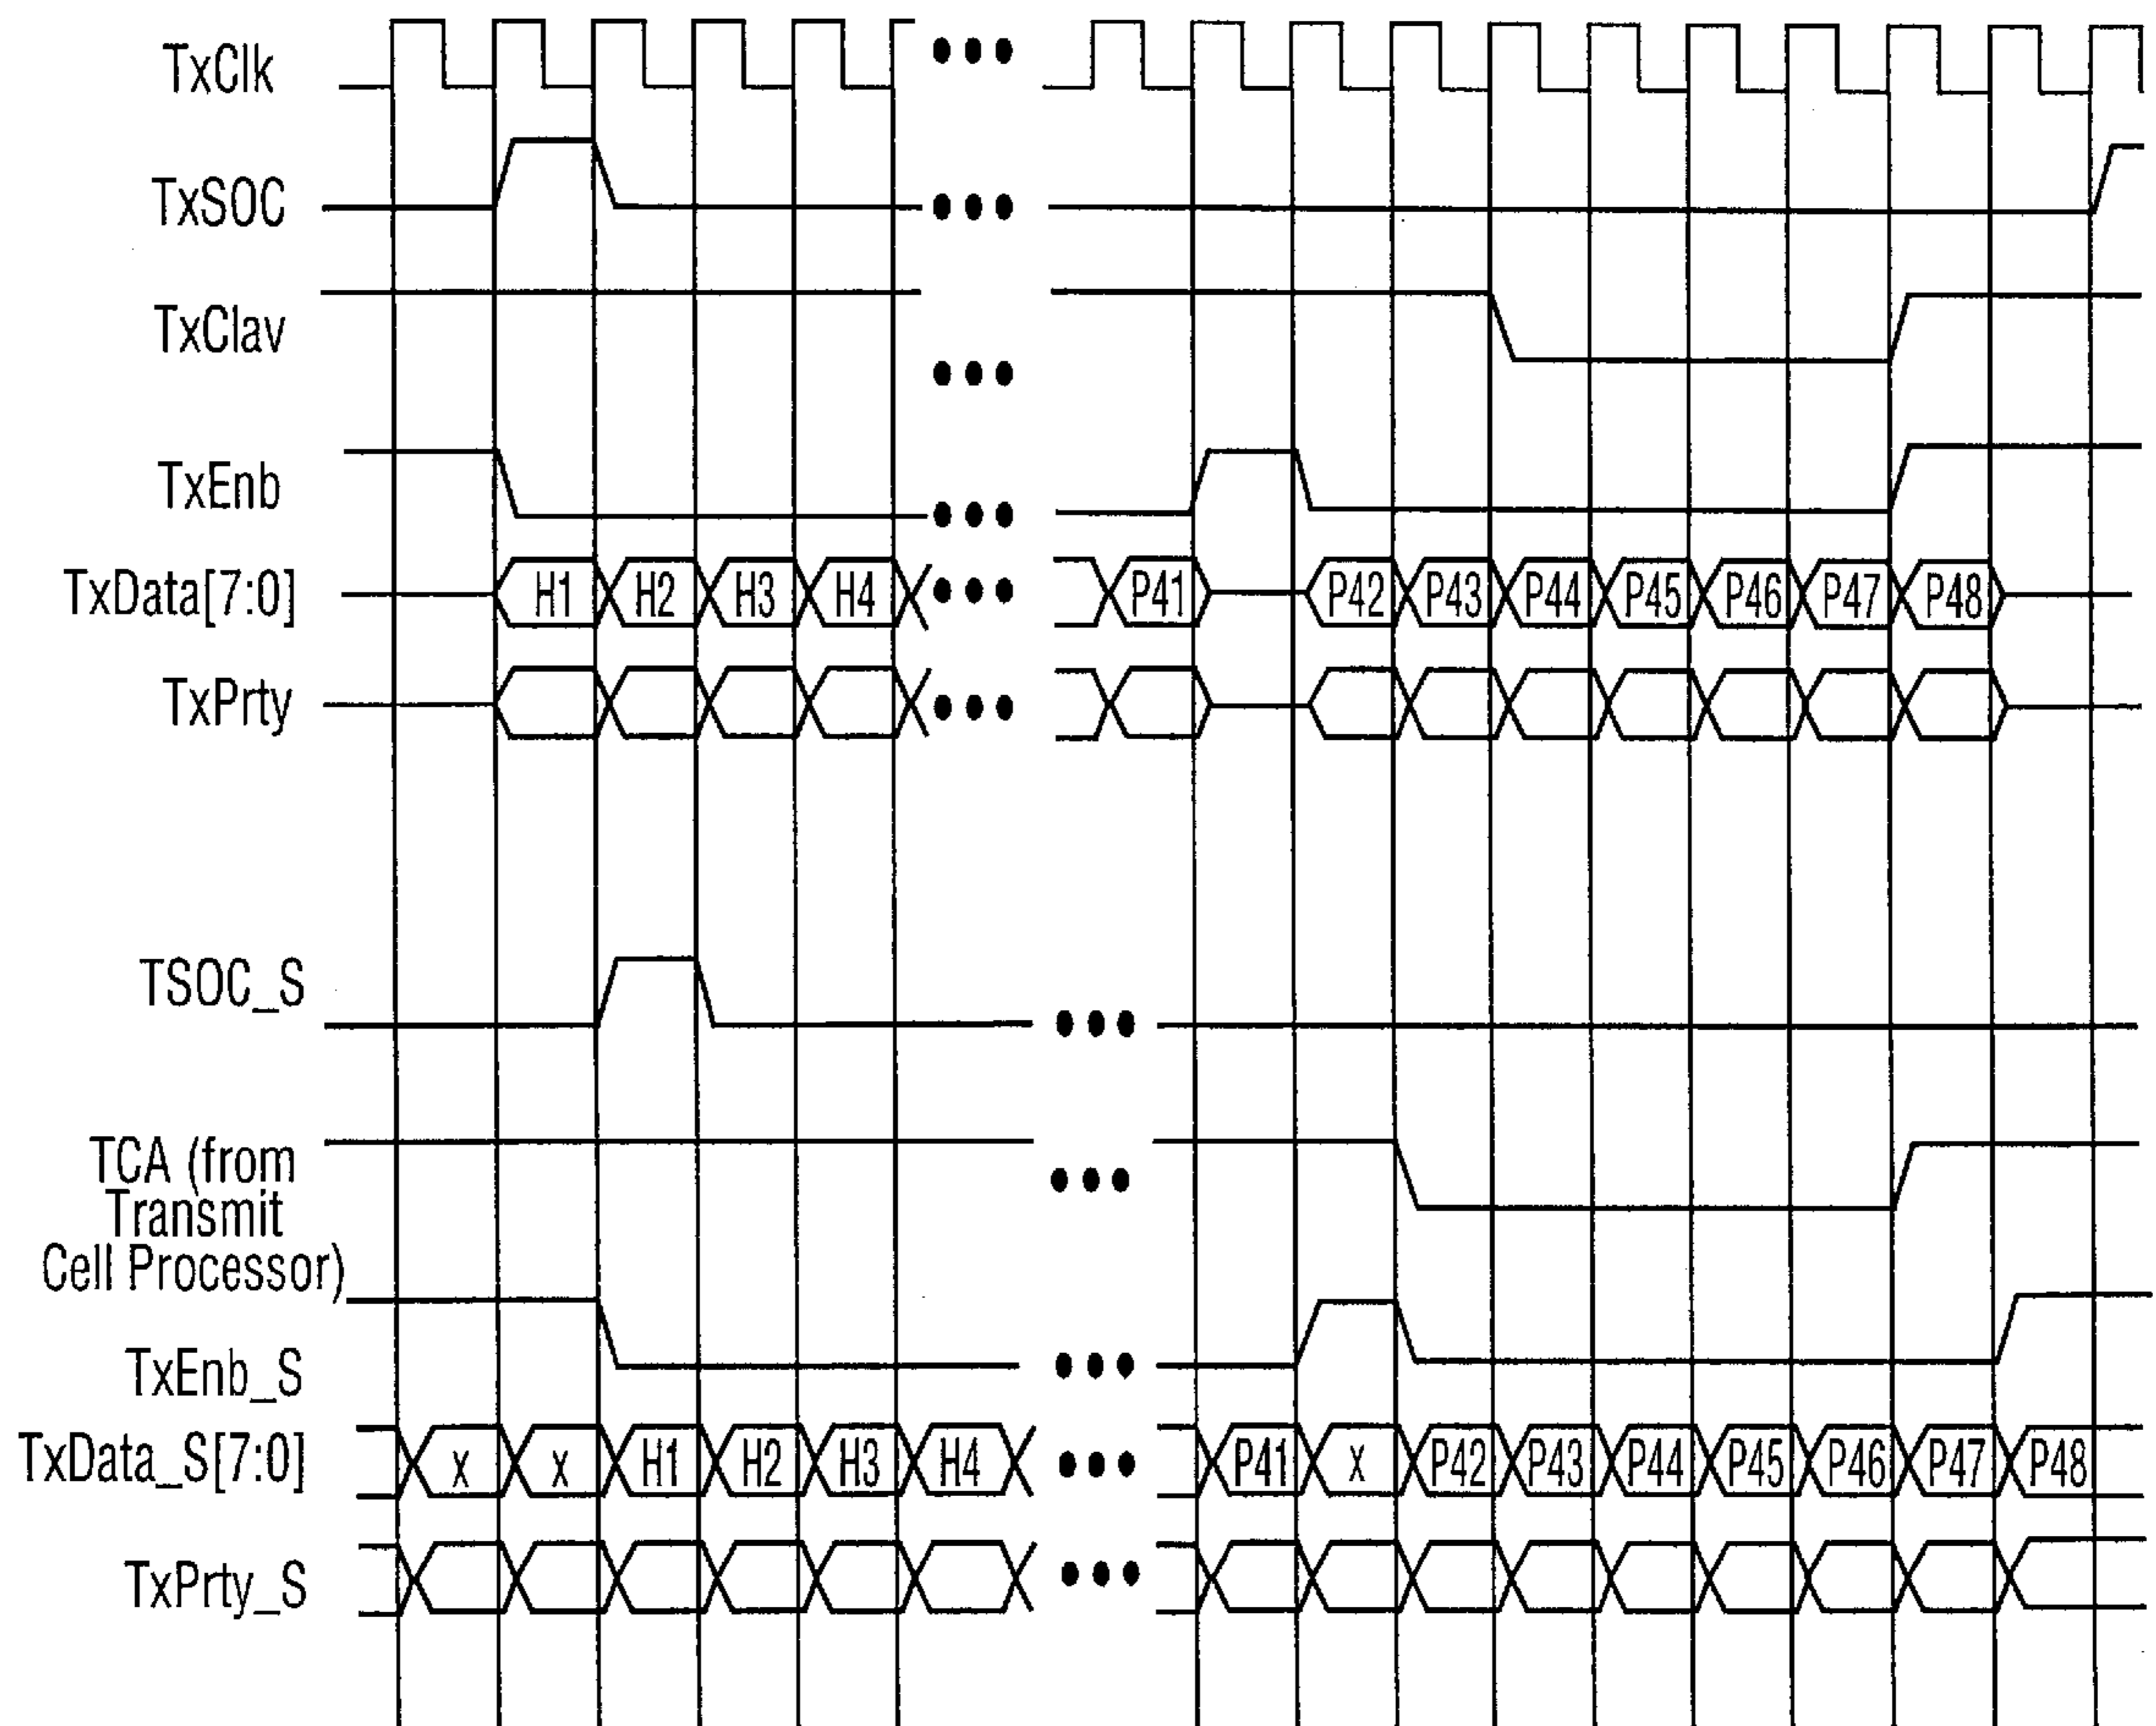 TxClk
TxSOC
TxClav
TxEnb
TxData[7:0] H1 H2 H3 H4 P41 P42 P43 P44 P45 P46 P47 P48
TxPrty
TSOC_S
TCA (from
Transmit
Cell Processor)
TxEnb_S
TxData_S[7:0] x x H1 H2 H3 H4 P41 x P42 P43 P44 P45 P46 P47 P48
TxPrty_S